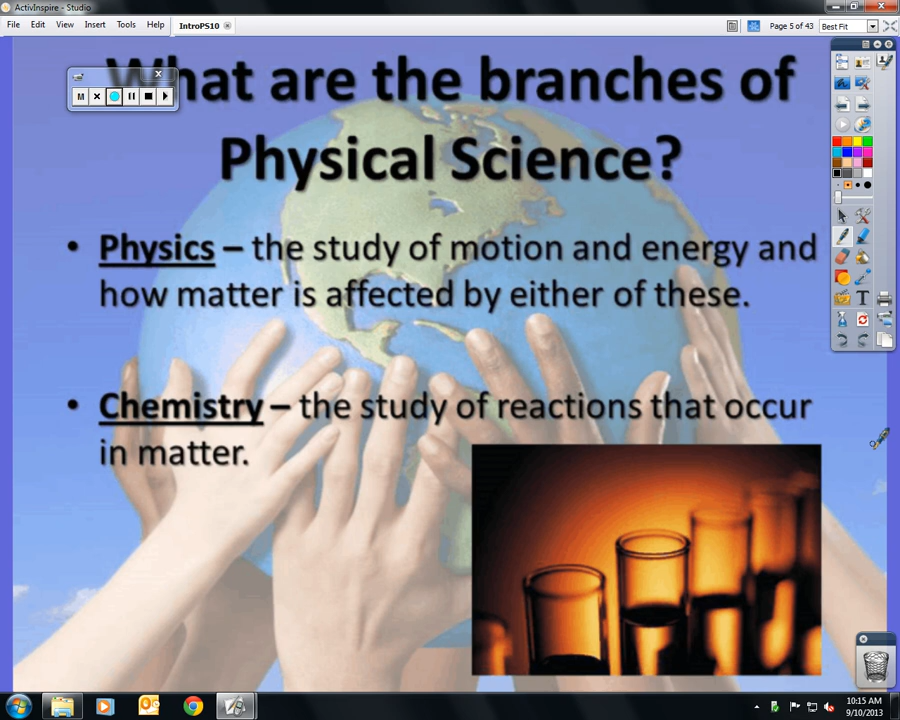 ActivInspire - Studio
File Edit View Insert Tools Help IntroPS10 Page 5 of 43 Best Fit
What are the branches of
Physical Science?
M
• Physics – the study of motion and energy and
how matter is affected by either of these.
• Chemistry – the study of reactions that occur
in matter.
T
10:15 AM
9/10/2013